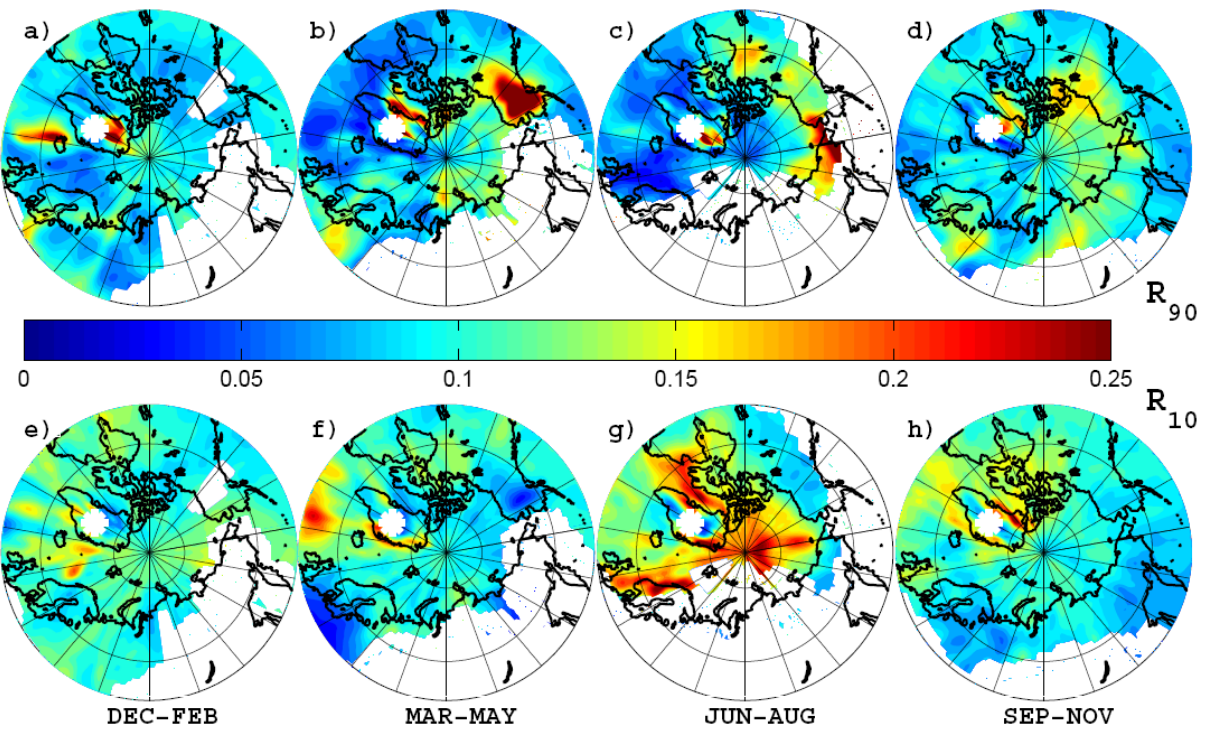 a) b) c) d)
R90
0 0.05 0.1 0.15 0.2 0.25
R10
e) f) g) h)
DEC-FEB MAR-MAY JUN-AUG SEP-NOV